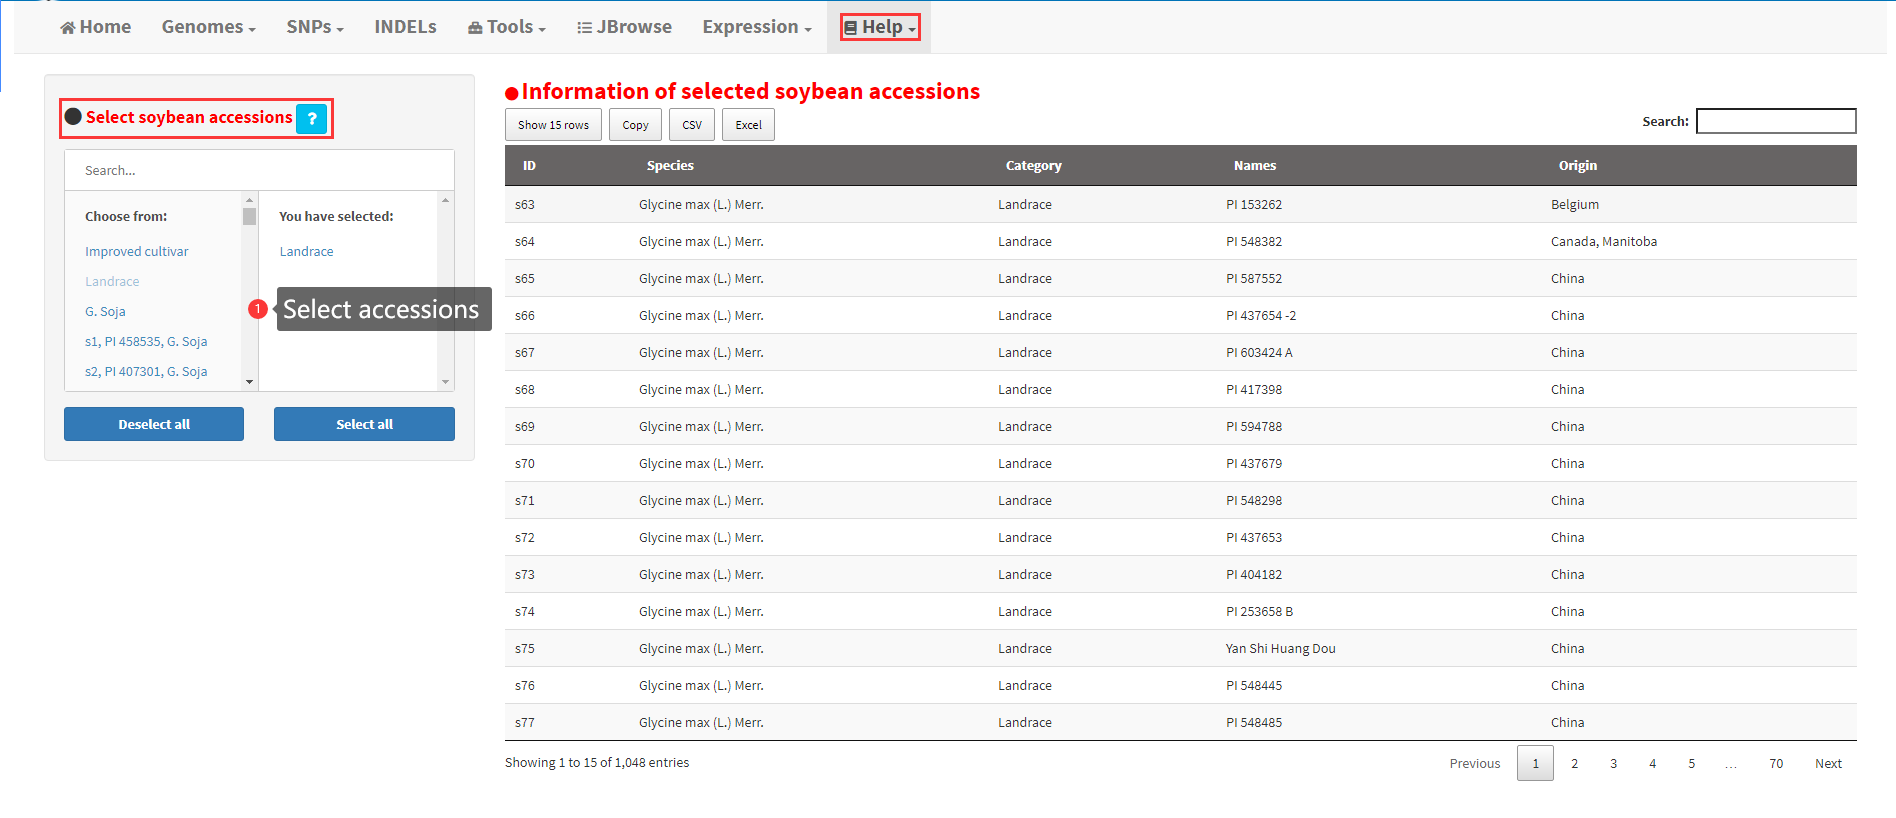 Home Genomes SNPs INDELs Tools JBrowse Expression Help
Select soybean accessions ?
Search...
Choose from:
Improved cultivar
Landrace
G. Soja
s1, PI 458535, G. Soja
s2, PI 407301, G. Soja
You have selected:
Landrace
1 Select accessions
Deselect all Select all
Information of selected soybean accessions
Show 15 rows Copy CSV Excel Search:
ID Species Category Names Origin
s63 Glycine max (L.) Merr. Landrace PI 153262 Belgium
s64 Glycine max (L.) Merr. Landrace PI 548382 Canada, Manitoba
s65 Glycine max (L.) Merr. Landrace PI 587552 China
s66 Glycine max (L.) Merr. Landrace PI 437654 -2 China
s67 Glycine max (L.) Merr. Landrace PI 603424 A China
s68 Glycine max (L.) Merr. Landrace PI 417398 China
s69 Glycine max (L.) Merr. Landrace PI 594788 China
s70 Glycine max (L.) Merr. Landrace PI 437679 China
s71 Glycine max (L.) Merr. Landrace PI 548298 China
s72 Glycine max (L.) Merr. Landrace PI 437653 China
s73 Glycine max (L.) Merr. Landrace PI 404182 China
s74 Glycine max (L.) Merr. Landrace PI 253658 B China
s75 Glycine max (L.) Merr. Landrace Yan Shi Huang Dou China
s76 Glycine max (L.) Merr. Landrace PI 548445 China
s77 Glycine max (L.) Merr. Landrace PI 548485 China
Showing 1 to 15 of 1,048 entries Previous 1 2 3 4 5 … 70 Next